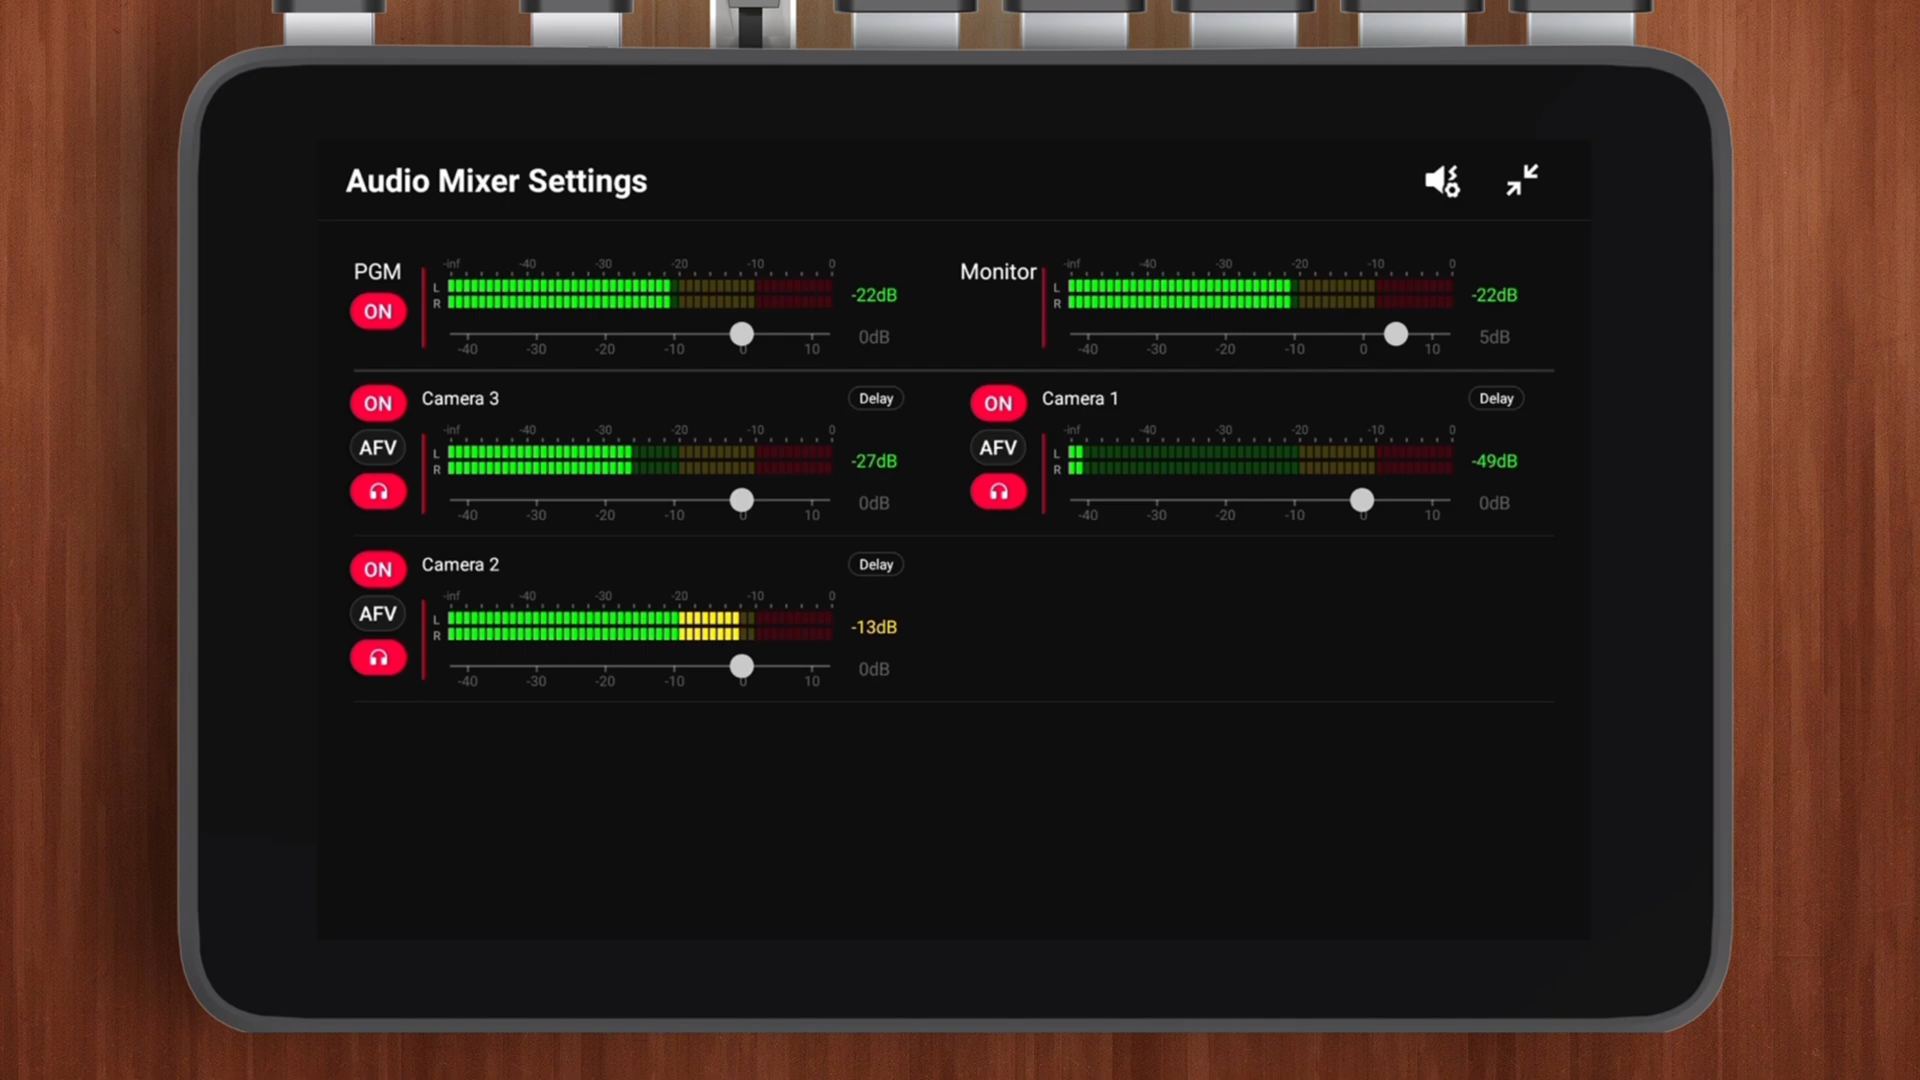 Audio Mixer Settings
PGM
ON
-inf -40 -30 -20 -10 0
L
R
-22dB
-40 -30 -20 -10 0 10
0dB
Monitor
-inf -40 -30 -20 -10 0
L
R
-22dB
-40 -30 -20 -10 0 10
5dB
ON
Camera 3
Delay
AFV
-inf -40 -30 -20 -10 0
L
R
-27dB
-40 -30 -20 -10 0 10
0dB
ON
Camera 1
Delay
AFV
-inf -40 -30 -20 -10 0
L
R
-49dB
-40 -30 -20 -10 0 10
0dB
ON
Camera 2
Delay
AFV
-inf -40 -30 -20 -10 0
L
R
-13dB
-40 -30 -20 -10 0 10
0dB